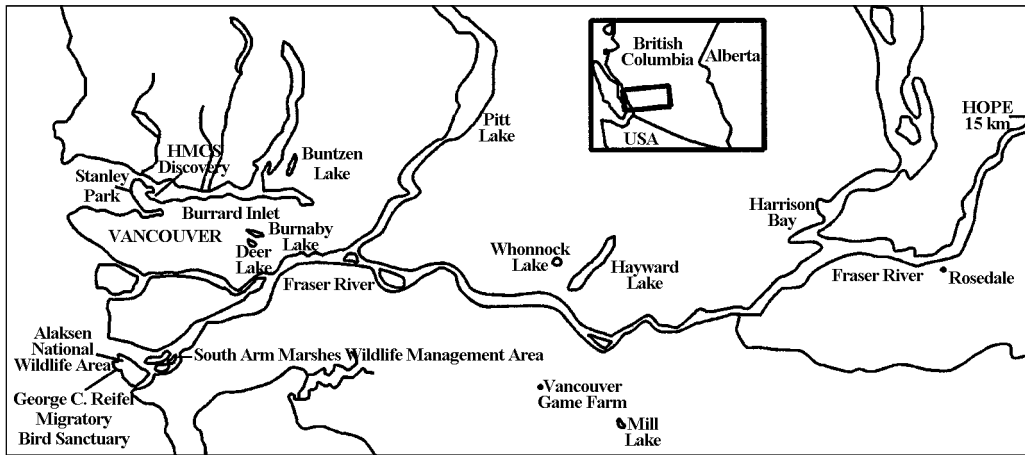 British
Columbia
Alberta
USA
HOPE
15 km
Pitt
Lake
HMCS
Discovery
Buntzen
Lake
Stanley
Park
Burrard Inlet
Harrison
Bay
VANCOUVER
Burnaby
Lake
Deer
Lake
Whonnock
Lake
Hayward
Lake
Fraser River
Fraser River
Rosedale
Alaksen
National
Wildlife Area
South Arm Marshes Wildlife Management Area
George C. Reifel
Migratory
Bird Sanctuary
Vancouver
Game Farm
Mill
Lake